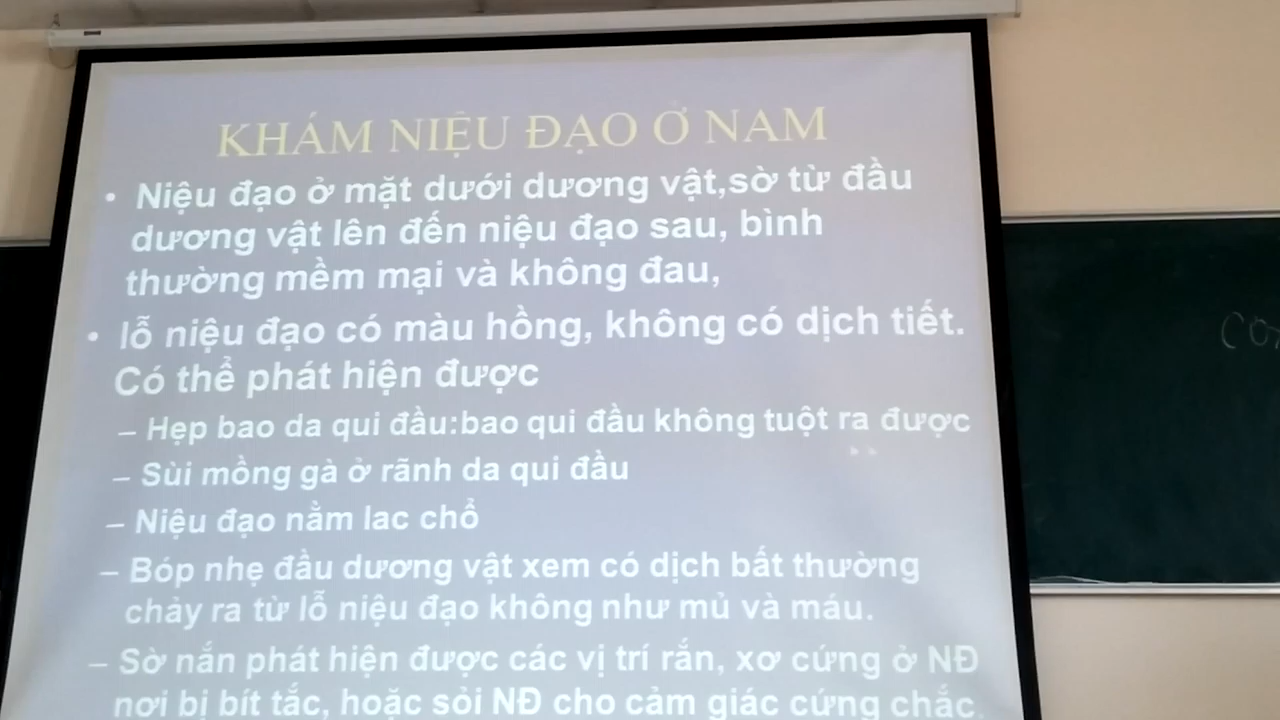 KHÁM NIỆU ĐẠO Ở NAM
• Niệu đạo ở mặt dưới dương vật,sờ từ đầu
dương vật lên đến niệu đạo sau, bình
thường mềm mại và không đau,
• lỗ niệu đạo có màu hồng, không có dịch tiết.
Có thể phát hiện được
– Hẹp bao da qui đầu:bao qui đầu không tuột ra được
– Sùi mồng gà ở rãnh da qui đầu
– Niệu đạo nằm lac chổ
– Bóp nhẹ đầu dương vật xem có dịch bất thường
chảy ra từ lỗ niệu đạo không như mủ và máu.
– Sờ nắn phát hiện được các vị trí rắn, xơ cứng ở NĐ
nơi bị bít tắc, hoặc sỏi NĐ cho cảm giác cứng chắc.